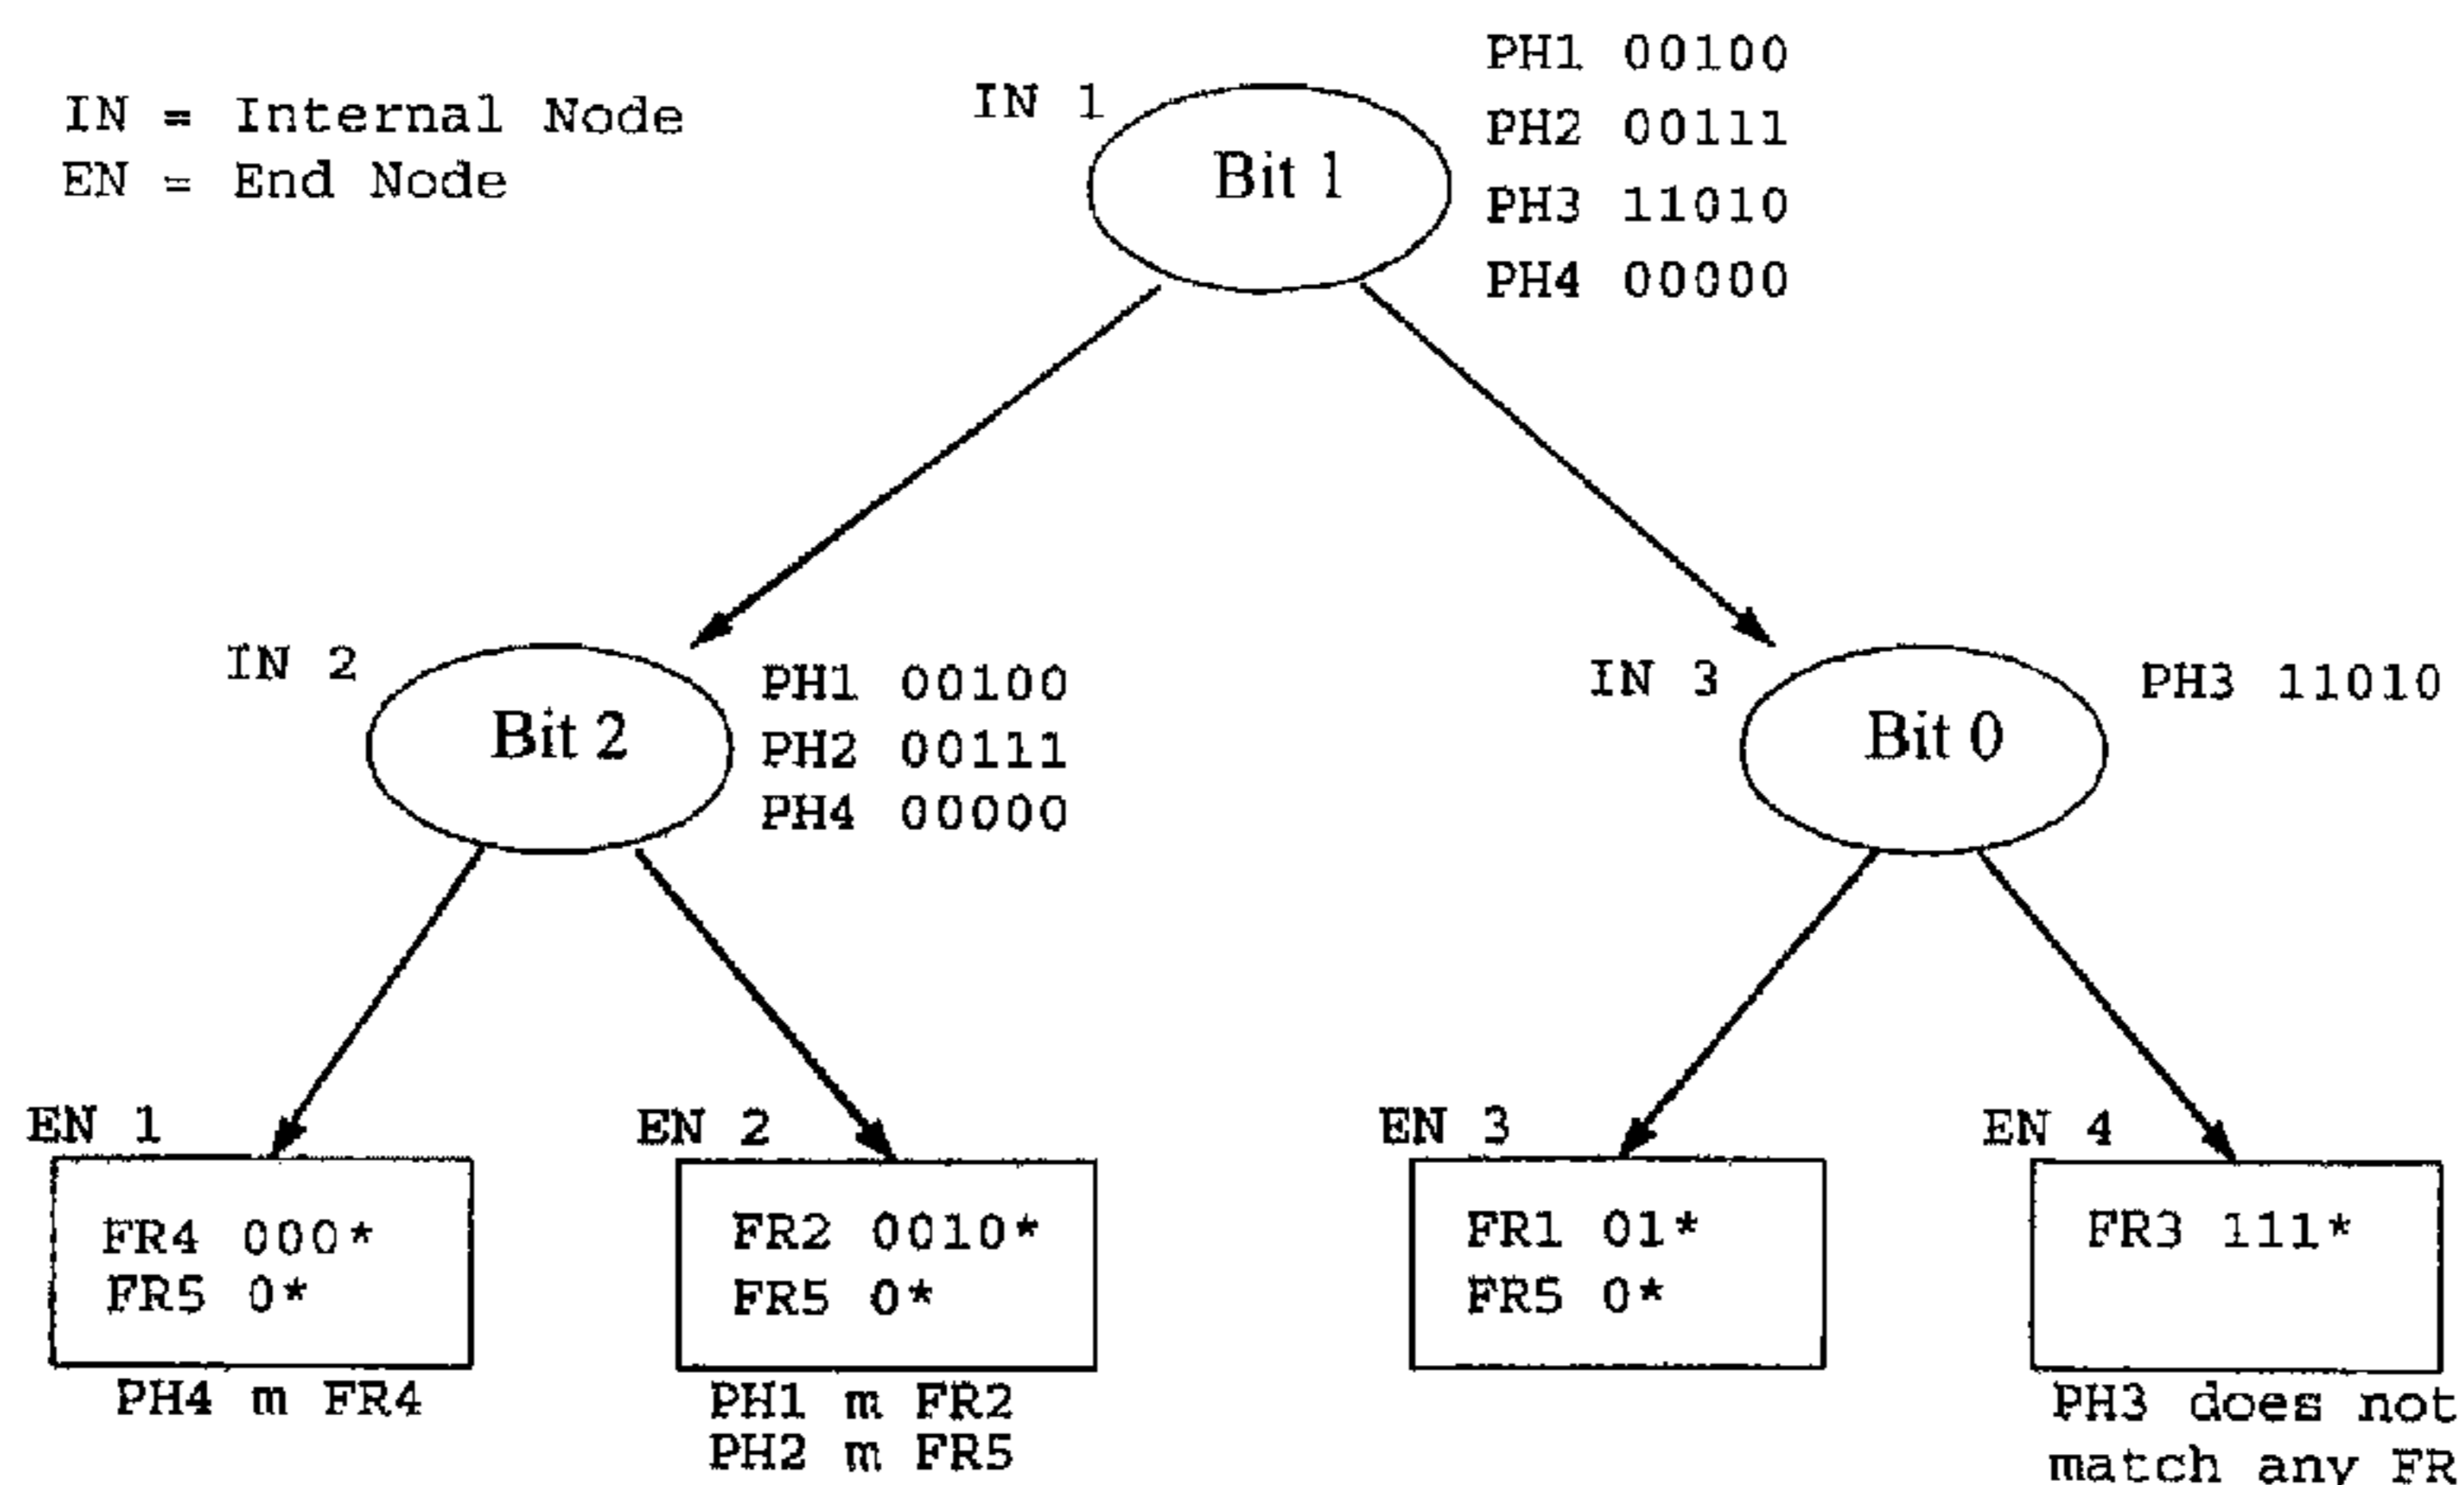 IN = Internal Node
EN = End Node
IN 1
Bit 1
PH1 00100
PH2 00111
PH3 11010
PH4 00000
IN 2
Bit 2
PH1 00100
PH2 00111
PH4 00000
IN 3
Bit 0
PH3 11010
EN 1
FR4 000*
FR5 0*
PH4 m FR4
EN 2
FR2 0010*
FR5 0*
PH1 m FR2
PH2 m FR5
EN 3
FR1 01*
FR5 0*
EN 4
FR3 111*
PH3 does not
match any FR